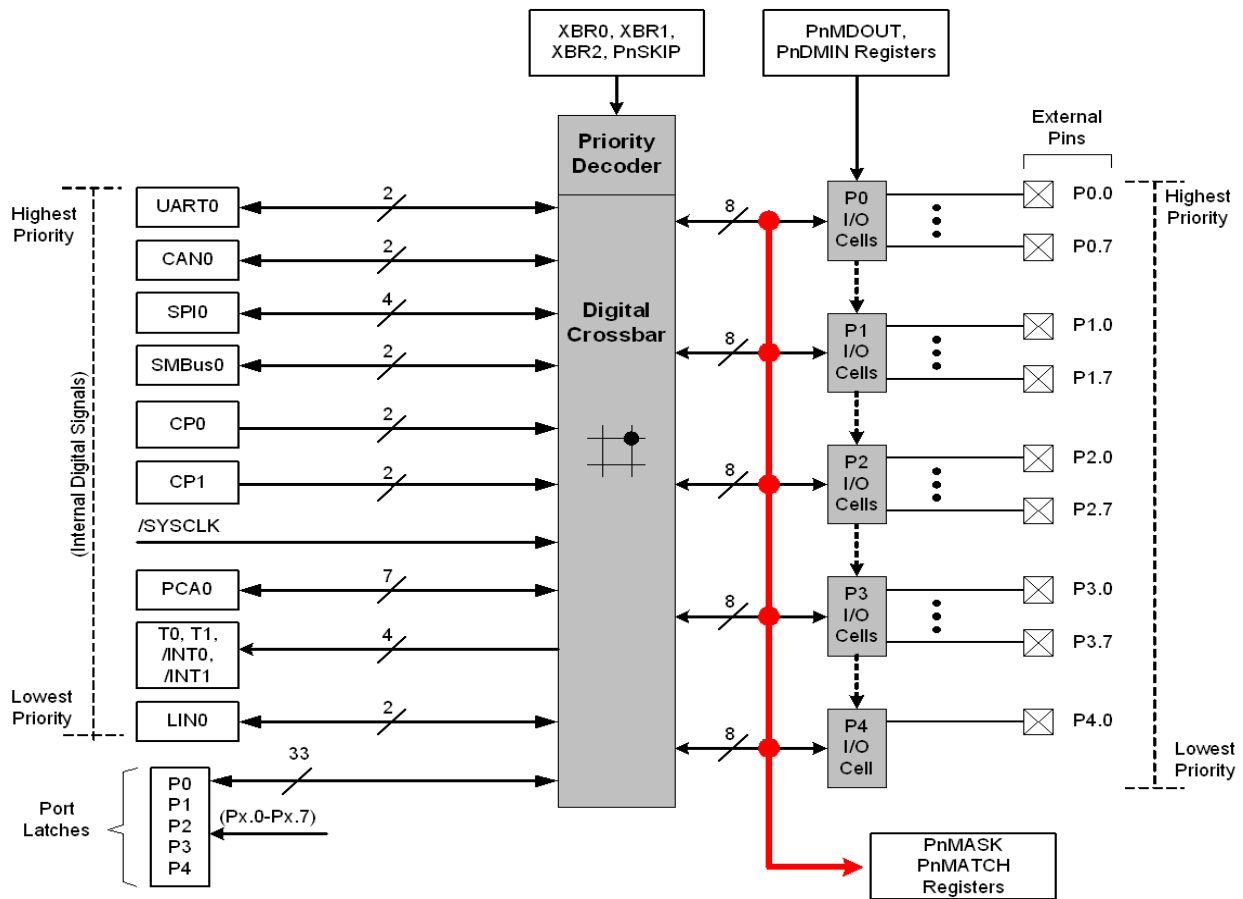 XBR0, XBR1,
XBR2, PnSKIP
PnMDOUT,
PnDMIN Registers
External
Pins
Priority
Decoder
Digital
Crossbar
Highest
Priority
(Internal Digital Signals)
Lowest
Priority
UART0
2
CAN0
2
SPI0
4
SMBus0
2
CP0
2
CP1
2
/SYSCLK
PCA0
7
T0, T1,
/INT0,
/INT1
4
LIN0
2
33
Port
Latches
P0
P1
P2
P3
P4
(Px.0-Px.7)
8
P0
I/O
Cells
P0.0
P0.7
8
P1
I/O
Cells
P1.0
P1.7
8
P2
I/O
Cells
P2.0
P2.7
8
P3
I/O
Cells
P3.0
P3.7
8
P4
I/O
Cell
P4.0
Highest
Priority
Lowest
Priority
PnMASK
PnMATCH
Registers